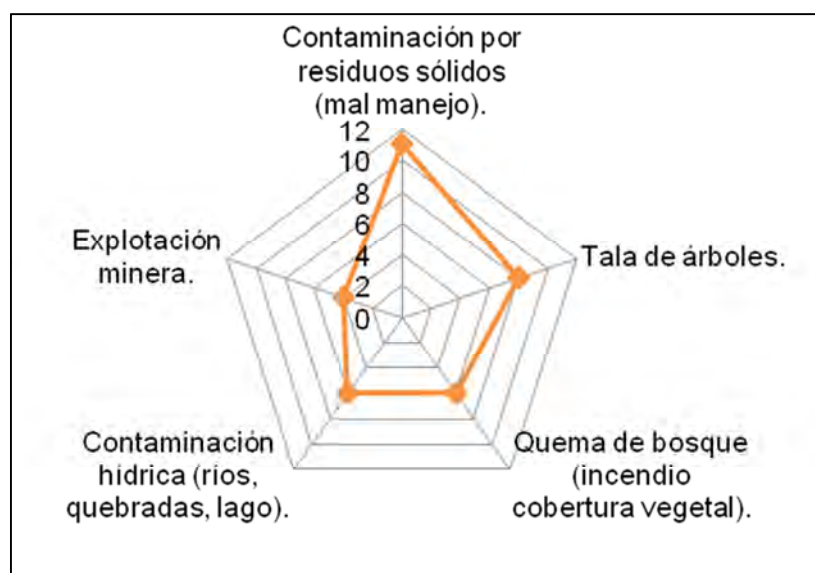 Contaminación por
residuos sólidos
(mal manejo).
12
10
8
6
4
2
0
Explotación
minera.
Tala de árboles.
Contaminación
hídrica (ríos,
quebradas, lago).
Quema de bosque
(incendio
cobertura vegetal).